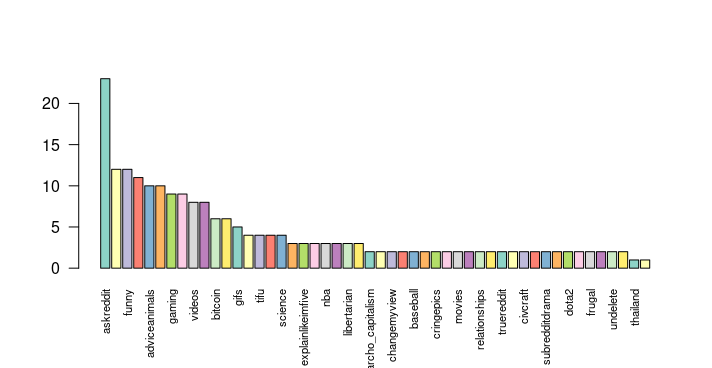 20
15
10
5
0
askreddit
funny
adviceanimals
gaming
videos
bitcoin
gifs
tifu
science
explainlikeimfive
nba
libertarian
archo_capitalism
changemyview
baseball
cringepics
movies
relationships
truereddit
civcraft
subredditdrama
dota2
frugal
undelete
thailand